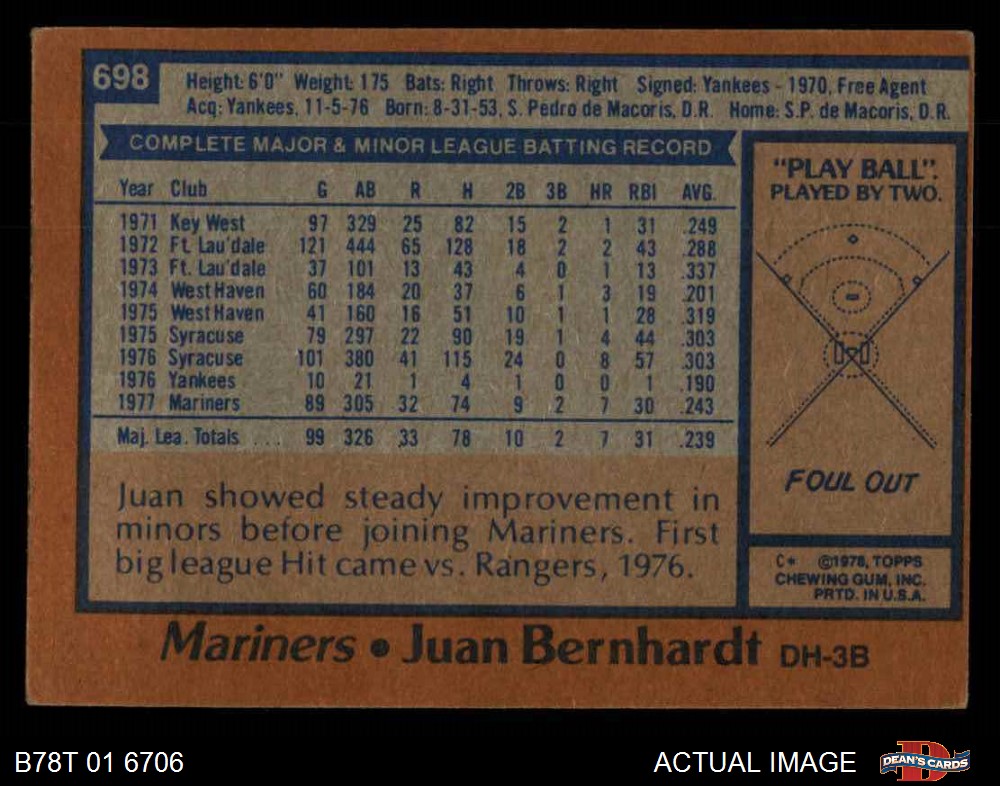 698
Height: 6'0" Weight: 175 Bats: Right Throws: Right Signed: Yankees - 1970, Free Agent
Acq: Yankees, 11-5-76 Born: 8-31-53, S. Pedro de Macoris, D.R. Home: S.P. de Macoris, D.R.
COMPLETE MAJOR & MINOR LEAGUE BATTING RECORD
Year Club G AB R H 2B 3B HR RBI AVG.
1971 Key West 97 329 25 82 15 2 1 31 .249
1972 Ft. Lau'dale 121 444 65 128 18 2 2 43 .288
1973 Ft. Lau'dale 37 101 13 43 4 0 1 13 .337
1974 West Haven 60 184 20 37 6 1 3 19 .201
1975 West Haven 41 160 16 51 10 1 1 28 .319
1975 Syracuse 79 297 22 90 19 1 4 44 .303
1976 Syracuse 101 380 41 115 24 0 8 57 .303
1976 Yankees 10 21 1 4 1 0 0 1 .190
1977 Mariners 89 305 32 74 9 2 7 30 .243
Maj. Lea. Totals .... 99 326 33 78 10 2 7 31 .239
Juan showed steady improvement in
minors before joining Mariners. First
big league Hit came vs. Rangers, 1976.
"PLAY BALL".
PLAYED BY TWO.
FOUL OUT
C* ©1978, TOPPS
CHEWING GUM, INC.
PRTD. IN U.S.A.
Mariners • Juan Bernhardt DH-3B
B78T 01 6706
ACTUAL IMAGE
D
DEAN'S CARDS